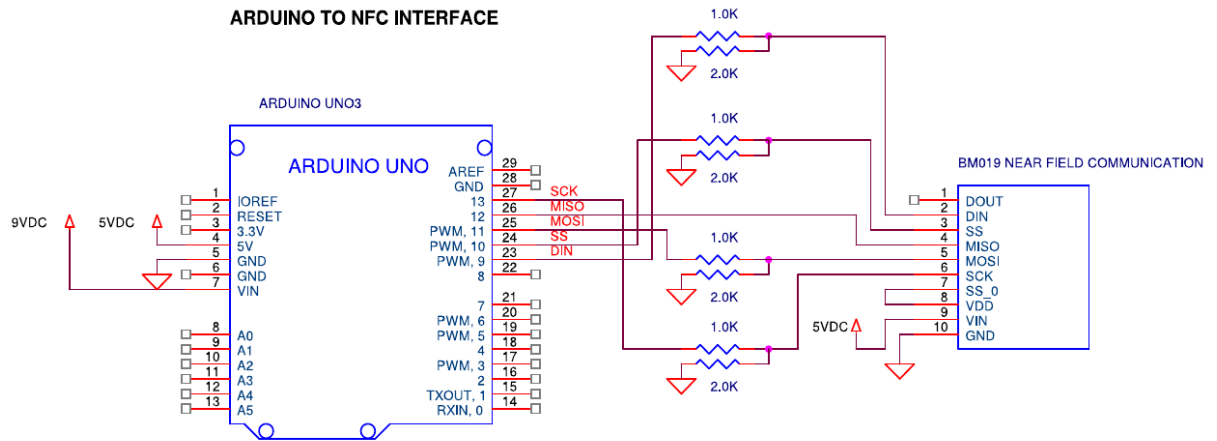 ARDUINO TO NFC INTERFACE
1.0K
2.0K
ARDUINO UNO3
ARDUINO UNO
1 IOREF
2 RESET
3 3.3V
4 5V
5 GND
6 GND
7 VIN
8 A0
9 A1
10 A2
11 A3
12 A4
13 A5
9VDC
5VDC
AREF 29
GND 28
13 27 SCK
12 26 MISO
PWM, 11 25 MOSI
PWM, 10 24 SS
PWM, 9 23 DIN
8 22
7 21
PWM, 6 20
PWM, 5 19
4 18
PWM, 3 17
2 16
TXOUT, 1 15
RXIN, 0 14
1.0K
2.0K
1.0K
2.0K
1.0K
2.0K
BM019 NEAR FIELD COMMUNICATION
1 DOUT
2 DIN
3 SS
4 MISO
5 MOSI
6 SCK
7 SS_0
8 VDD
9 VIN
10 GND
5VDC